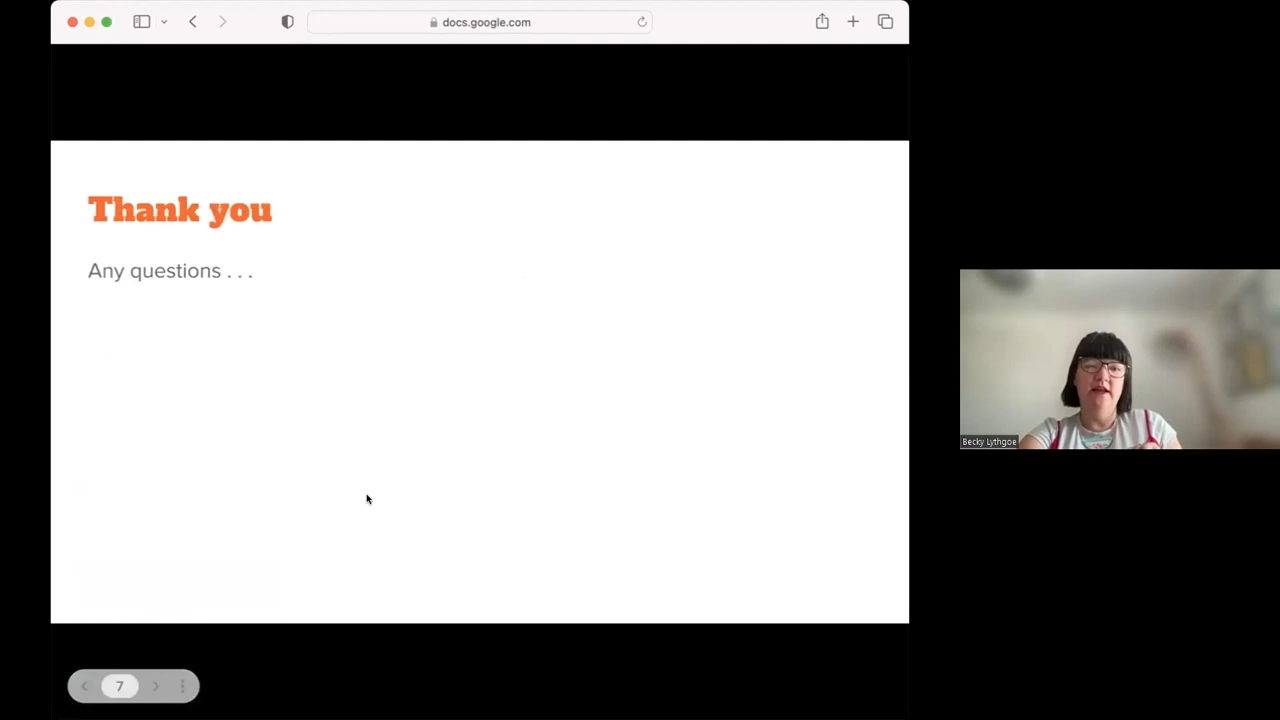 docs.google.com
Thank you
Any questions . . .
Becky Lythgoe
7